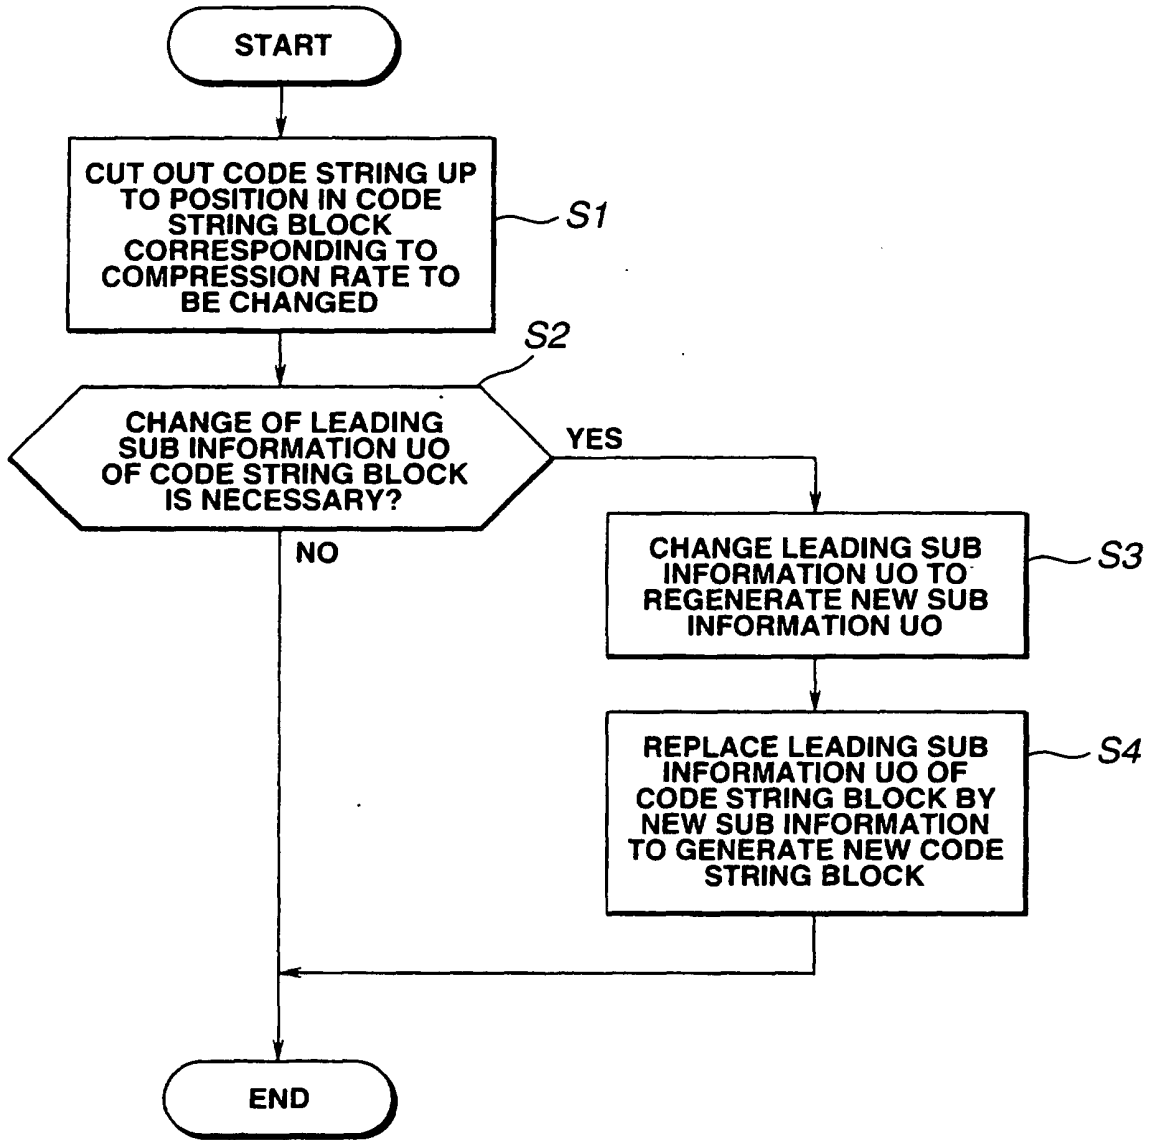 START
CUT OUT CODE STRING UP
TO POSITION IN CODE
STRING BLOCK
CORRESPONDING TO
COMPRESSION RATE TO
BE CHANGED
S1
S2
CHANGE OF LEADING
SUB INFORMATION UO
OF CODE STRING BLOCK
IS NECESSARY?
YES
NO
CHANGE LEADING SUB
INFORMATION UO TO
REGENERATE NEW SUB
INFORMATION UO
S3
REPLACE LEADING SUB
INFORMATION UO OF
CODE STRING BLOCK BY
NEW SUB INFORMATION
TO GENERATE NEW CODE
STRING BLOCK
S4
END